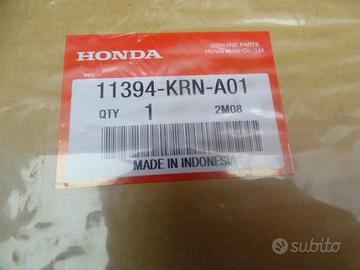 HONDA
GENUINE PARTS
Honda Motor Co., Ltd.
11394-KRN-A01
QTY 1 2M08
MADE IN INDONESIA
subito